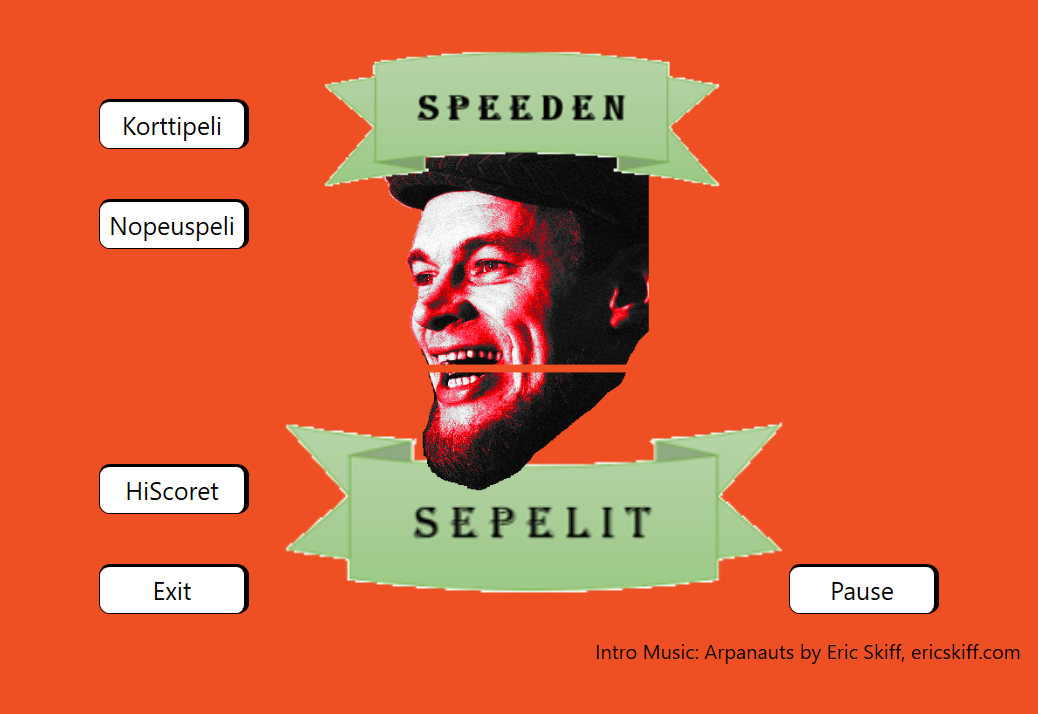 SPEEDEN
Korttipeli
Nopeuspeli
HiScoret
SEPELIT
Exit
Pause
Intro Music: Arpanauts by Eric Skiff, ericskiff.com